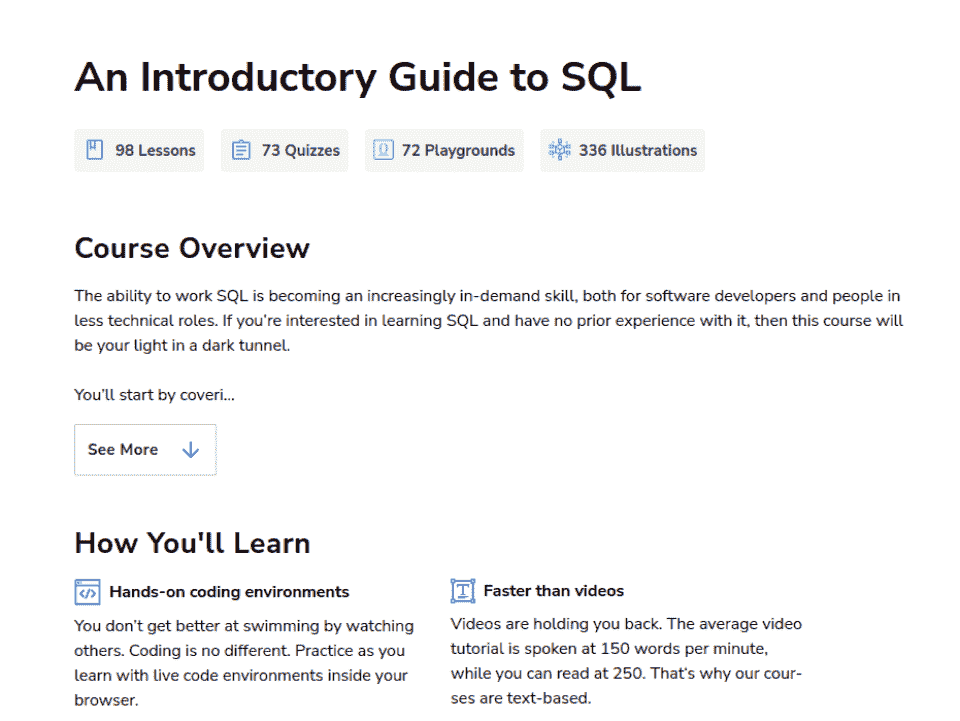 An Introductory Guide to SQL
98 Lessons 73 Quizzes 72 Playgrounds 336 Illustrations
Course Overview
The ability to work SQL is becoming an increasingly in-demand skill, both for software developers and people in
less technical roles. If you're interested in learning SQL and have no prior experience with it, then this course will
be your light in a dark tunnel.
You'll start by coveri...
See More
How You'll Learn
Hands-on coding environments
You don't get better at swimming by watching
others. Coding is no different. Practice as you
learn with live code environments inside your
browser.
Faster than videos
Videos are holding you back. The average video
tutorial is spoken at 150 words per minute,
while you can read at 250. That's why our cour-
ses are text-based.